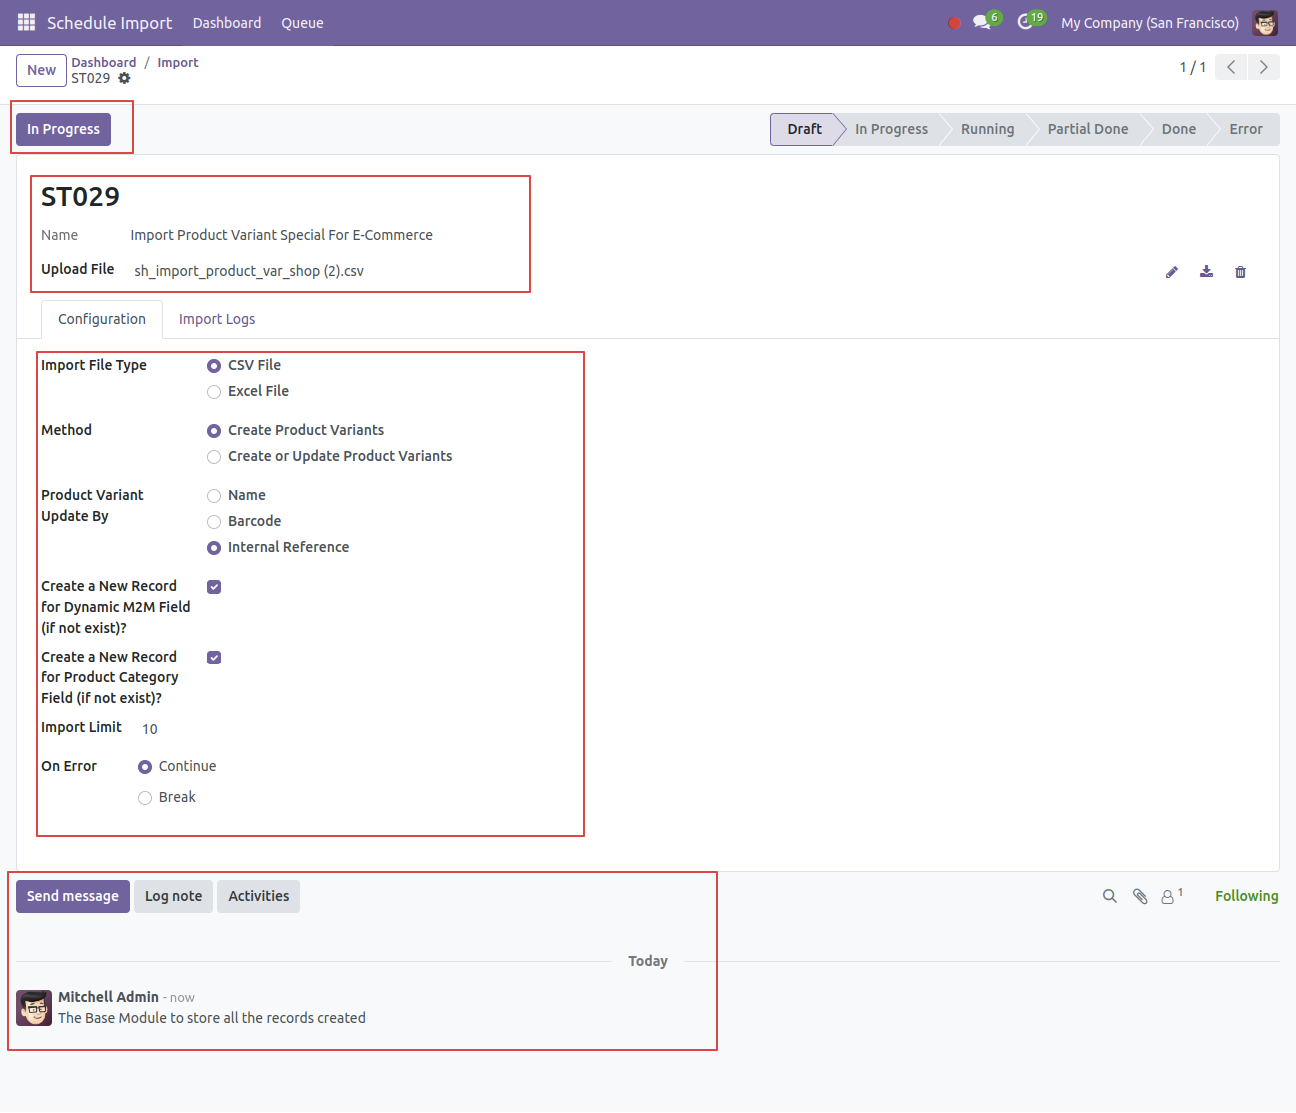 Schedule Import Dashboard Queue 6 19 My Company (San Francisco)
New Dashboard / Import
ST029
1 / 1
In Progress Draft In Progress Running Partial Done Done Error
ST029
Name Import Product Variant Special For E-Commerce
Upload File sh_import_product_var_shop (2).csv
Configuration Import Logs
Import File Type CSV File
Excel File
Method Create Product Variants
Create or Update Product Variants
Product Variant Name
Update By Barcode
Internal Reference
Create a New Record
for Dynamic M2M Field
(if not exist)?
Create a New Record
for Product Category
Field (if not exist)?
Import Limit 10
On Error Continue
Break
Send message Log note Activities 1 Following
Today
Mitchell Admin - now
The Base Module to store all the records created